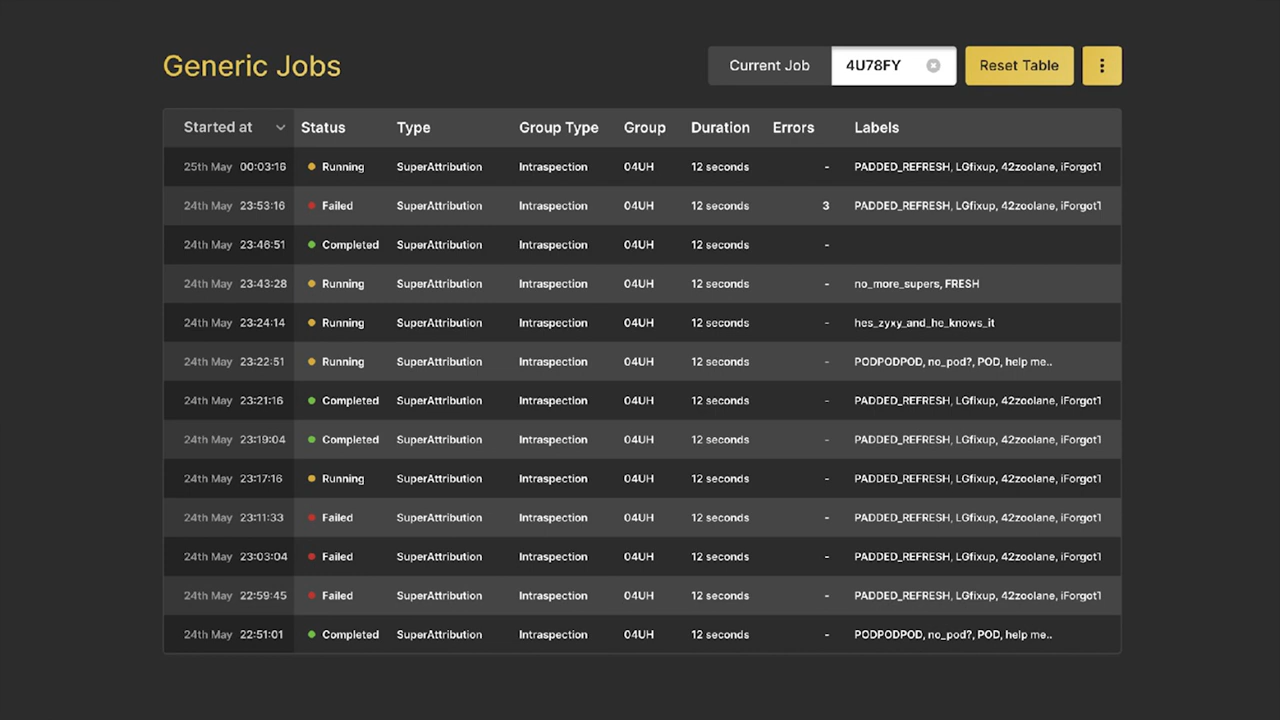 Generic Jobs
Current Job 4U78FY Reset Table
Started at Status Type Group Type Group Duration Errors Labels
25th May 00:03:16 Running SuperAttribution Intraspection 04UH 12 seconds - PADDED_REFRESH, LGfixup, 42zoolane, iForgot
24th May 23:53:16 Failed SuperAttribution Intraspection 04UH 12 seconds 3 PADDED_REFRESH, LGfixup, 42zoolane, iForgot
24th May 23:46:51 Completed SuperAttribution Intraspection 04UH 12 seconds -
24th May 23:43:28 Running SuperAttribution Intraspection 04UH 12 seconds - no_more_supers, FRESH
24th May 23:24:14 Running SuperAttribution Intraspection 04UH 12 seconds - hes_zyxy_and_he_knows_it
24th May 23:22:51 Running SuperAttribution Intraspection 04UH 12 seconds - PODPODPOD, no_pod?, POD, help me..
24th May 23:21:16 Completed SuperAttribution Intraspection 04UH 12 seconds - PADDED_REFRESH, LGfixup, 42zoolane, iForgot
24th May 23:19:04 Completed SuperAttribution Intraspection 04UH 12 seconds - PADDED_REFRESH, LGfixup, 42zoolane, iForgot
24th May 23:17:16 Running SuperAttribution Intraspection 04UH 12 seconds - PADDED_REFRESH, LGfixup, 42zoolane, iForgot
24th May 23:11:33 Failed SuperAttribution Intraspection 04UH 12 seconds - PADDED_REFRESH, LGfixup, 42zoolane, iForgot
24th May 23:03:04 Failed SuperAttribution Intraspection 04UH 12 seconds - PADDED_REFRESH, LGfixup, 42zoolane, iForgot
24th May 22:59:45 Failed SuperAttribution Intraspection 04UH 12 seconds - PADDED_REFRESH, LGfixup, 42zoolane, iForgot
24th May 22:51:01 Completed SuperAttribution Intraspection 04UH 12 seconds - PODPODPOD, no_pod?, POD, help me..